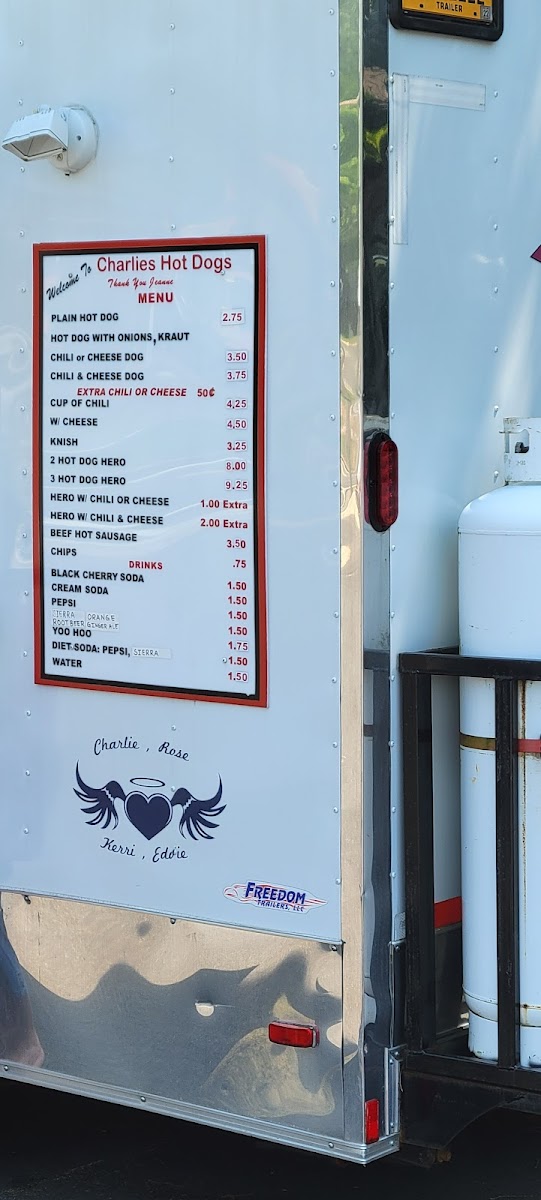 TRAILER
Welcome To Charlies Hot Dogs
Thank You Jeanne
MENU
PLAIN HOT DOG 2.75
HOT DOG WITH ONIONS, KRAUT
CHILI or CHEESE DOG 3.50
CHILI & CHEESE DOG 3.75
EXTRA CHILI OR CHEESE 50¢
CUP OF CHILI 4.25
W/ CHEESE 4.50
KNISH 3.25
2 HOT DOG HERO 8.00
3 HOT DOG HERO 9.25
HERO W/ CHILI OR CHEESE 1.00 Extra
HERO W/ CHILI & CHEESE 2.00 Extra
BEEF HOT SAUSAGE 3.50
CHIPS .75
DRINKS
BLACK CHERRY SODA 1.50
CREAM SODA 1.50
PEPSI 1.50
SIERRA ORANGE
ROOTBEER GINGERALE 1.50
YOO HOO 1.75
DIET SODA: PEPSI, SIERRA 1.50
WATER 1.50
Charlie , Rose
Kerri , Eddie
FREEDOM
TRAILERS, LLC